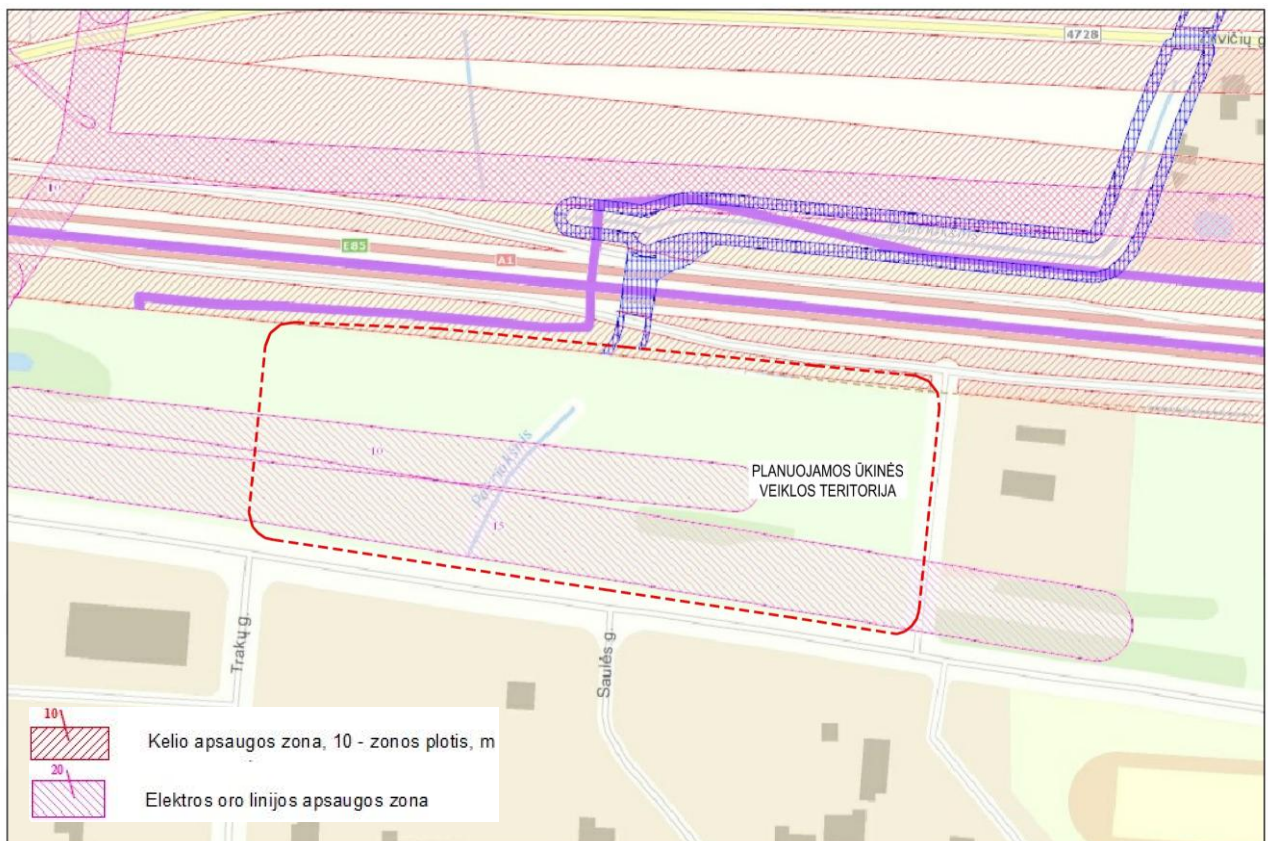 4728
vičių g.
10
E85
A1
10
15
PLANUOJAMOS ŪKINĖS
VEIKLOS TERITORIJA
Trakų g.
Saulės g.
10
Kelio apsaugos zona, 10 - zonos plotis, m
20
Elektros oro linijos apsaugos zona